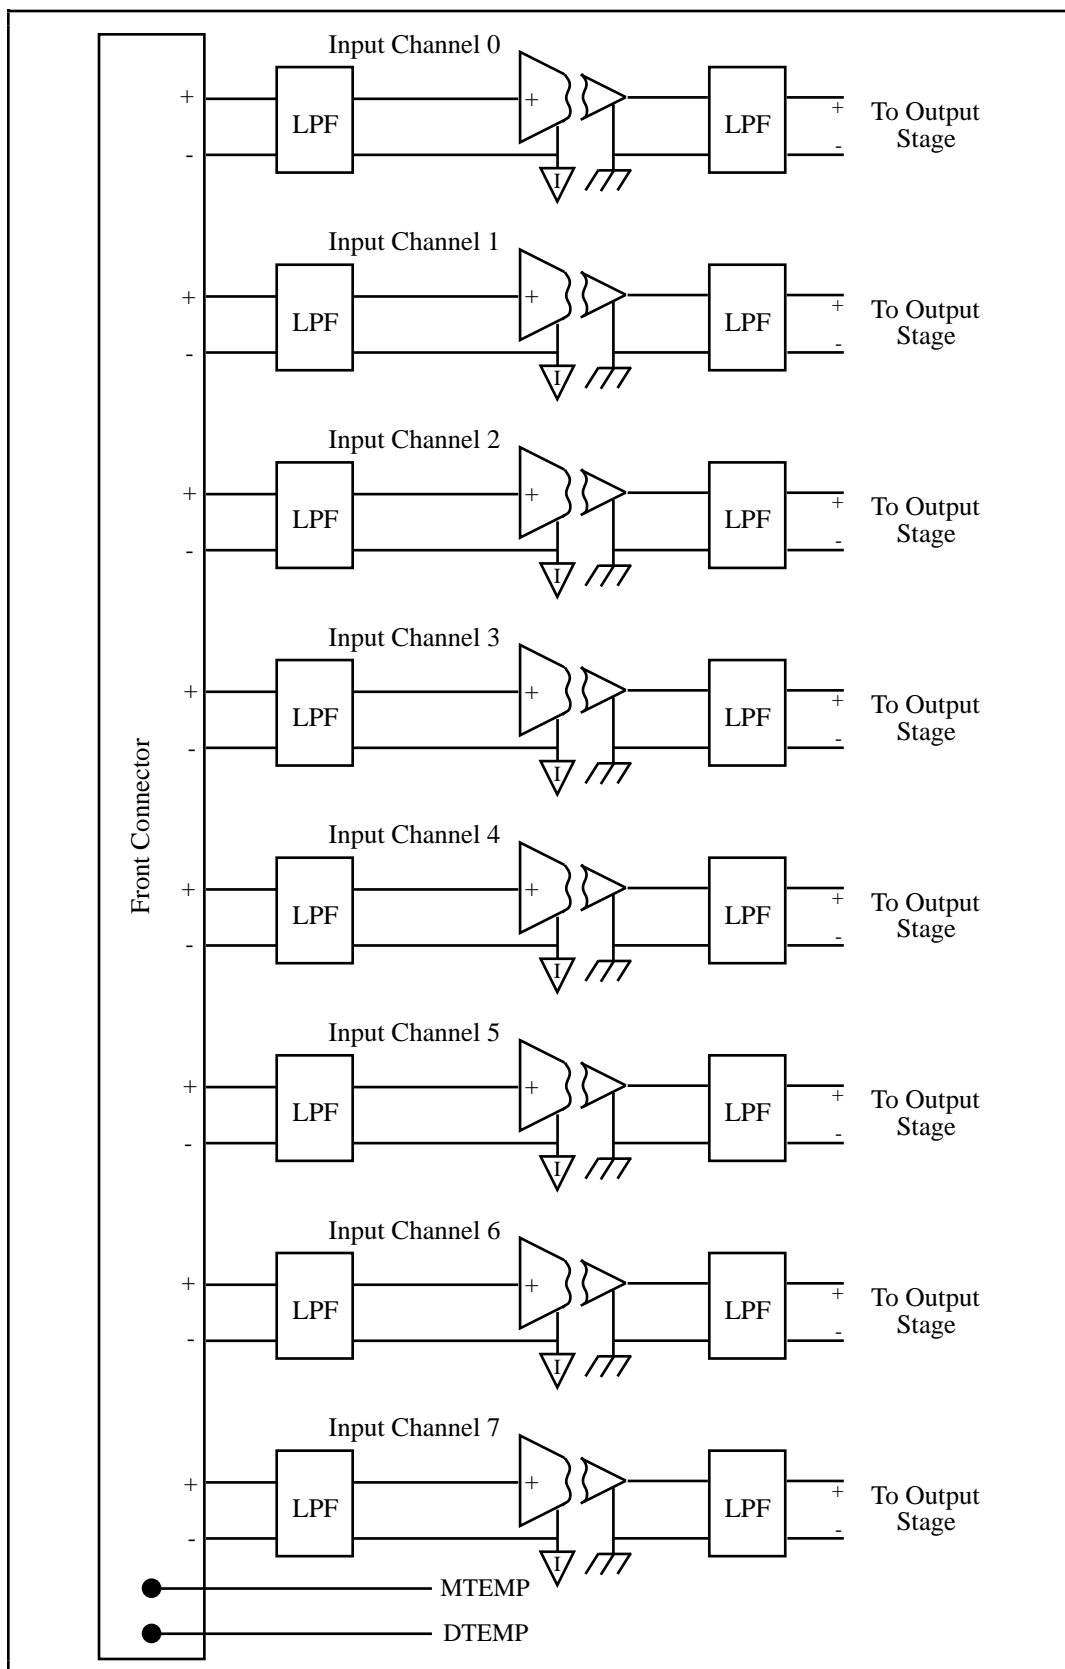 Input Channel 0
+
LPF
+
LPF
+
To Output
Stage
-
-
I
Input Channel 1
+
LPF
+
LPF
+
To Output
Stage
-
-
I
Input Channel 2
+
LPF
+
LPF
+
To Output
Stage
-
-
I
Input Channel 3
+
LPF
+
LPF
+
To Output
Stage
-
-
I
Front Connector
Input Channel 4
+
LPF
+
LPF
+
To Output
Stage
-
-
I
Input Channel 5
+
LPF
+
LPF
+
To Output
Stage
-
-
I
Input Channel 6
+
LPF
+
LPF
+
To Output
Stage
-
-
I
Input Channel 7
+
LPF
+
LPF
+
To Output
Stage
-
-
I
MTEMP
DTEMP